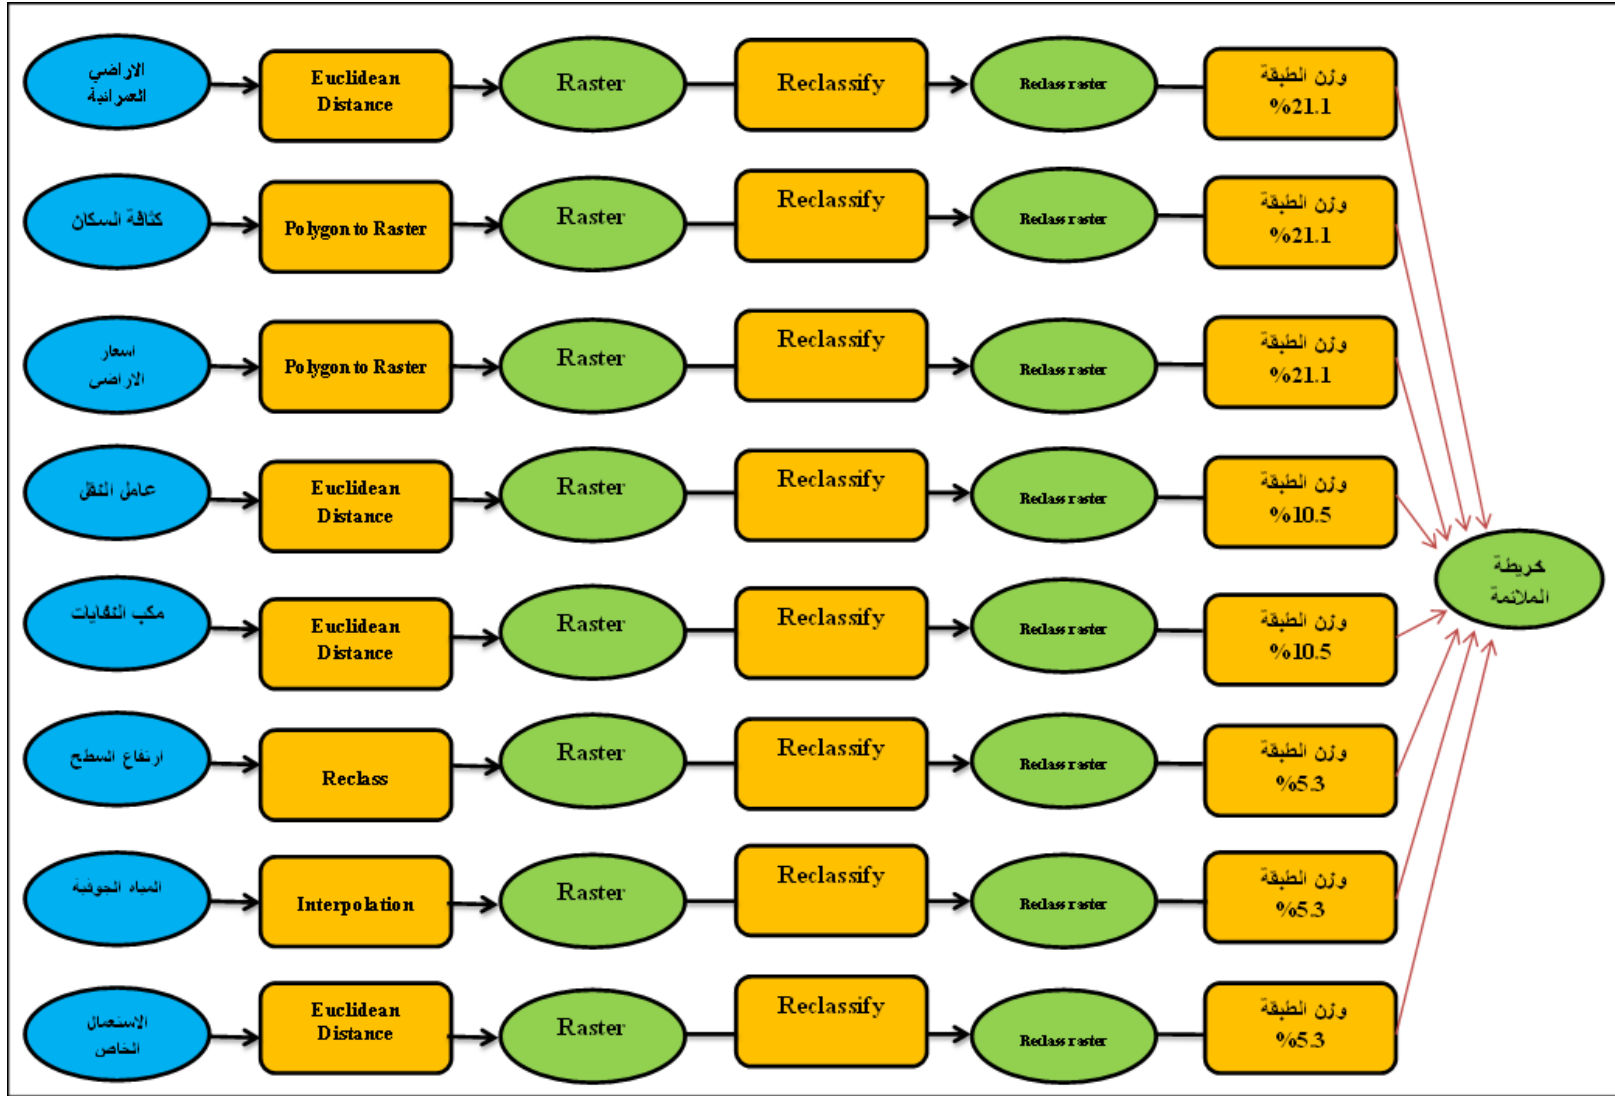 الاراضي
العمرانية
Euclidean
Distance
Raster
Reclassify
Reclass raster
وزن الطبقة
%21.1
كثافة السكان
Polygon to Raster
Raster
Reclassify
Reclass raster
وزن الطبقة
%21.1
اسعار
الاراضي
Polygon to Raster
Raster
Reclassify
Reclass raster
وزن الطبقة
%21.1
عامل النقل
Euclidean
Distance
Raster
Reclassify
Reclass raster
وزن الطبقة
%10.5
خريطة
الملائمة
مكب النفايات
Euclidean
Distance
Raster
Reclassify
Reclass raster
وزن الطبقة
%10.5
ارتفاع السطح
Reclass
Raster
Reclassify
Reclass raster
وزن الطبقة
%5.3
المياه الجوفية
Interpolation
Raster
Reclassify
Reclass raster
وزن الطبقة
%5.3
الاستعمال
الخاص
Euclidean
Distance
Raster
Reclassify
Reclass raster
وزن الطبقة
%5.3